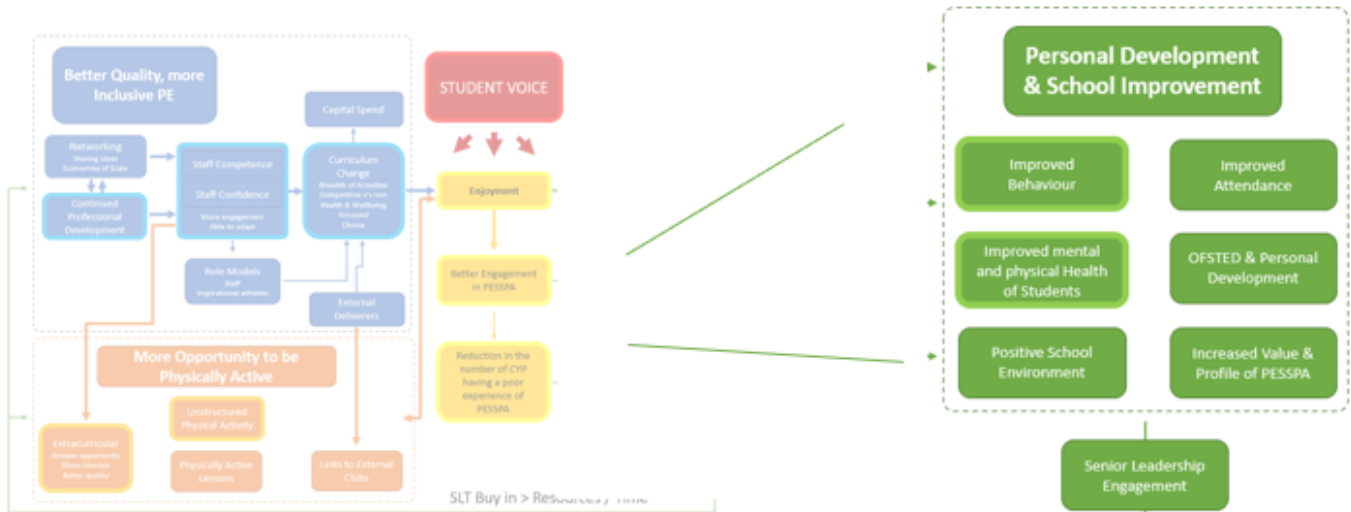 Better Quality, more
Inclusive PE
Networking
Sharing Ideas
Economies of Scale
Continued
Professional
Development
Staff Competence
Staff Confidence
More engagement
Able to adapt
Role Models
Staff
Inspirational athletes
Capital Spend
Curriculum
Change
Breadth of Activities
Competitive v's non
Health & Wellbeing
focussed
Choice
External
Deliverers
More Opportunity to be
Physically Active
Unstructured
Physical Activity
Extracurricular
Greater opportunity
More relevant
Better quality
Physically Active
Lessons
Links to External
Clubs
STUDENT VOICE
Enjoyment
Better Engagement
in PESSPA
Reduction in the
number of CYP
having a poor
experience of
PESSPA
SLT Buy in > Resources / Time
Personal Development
& School Improvement
Improved
Behaviour
Improved
Attendance
Improved mental
and physical Health
of Students
OFSTED & Personal
Development
Positive School
Environment
Increased Value &
Profile of PESSPA
Senior Leadership
Engagement